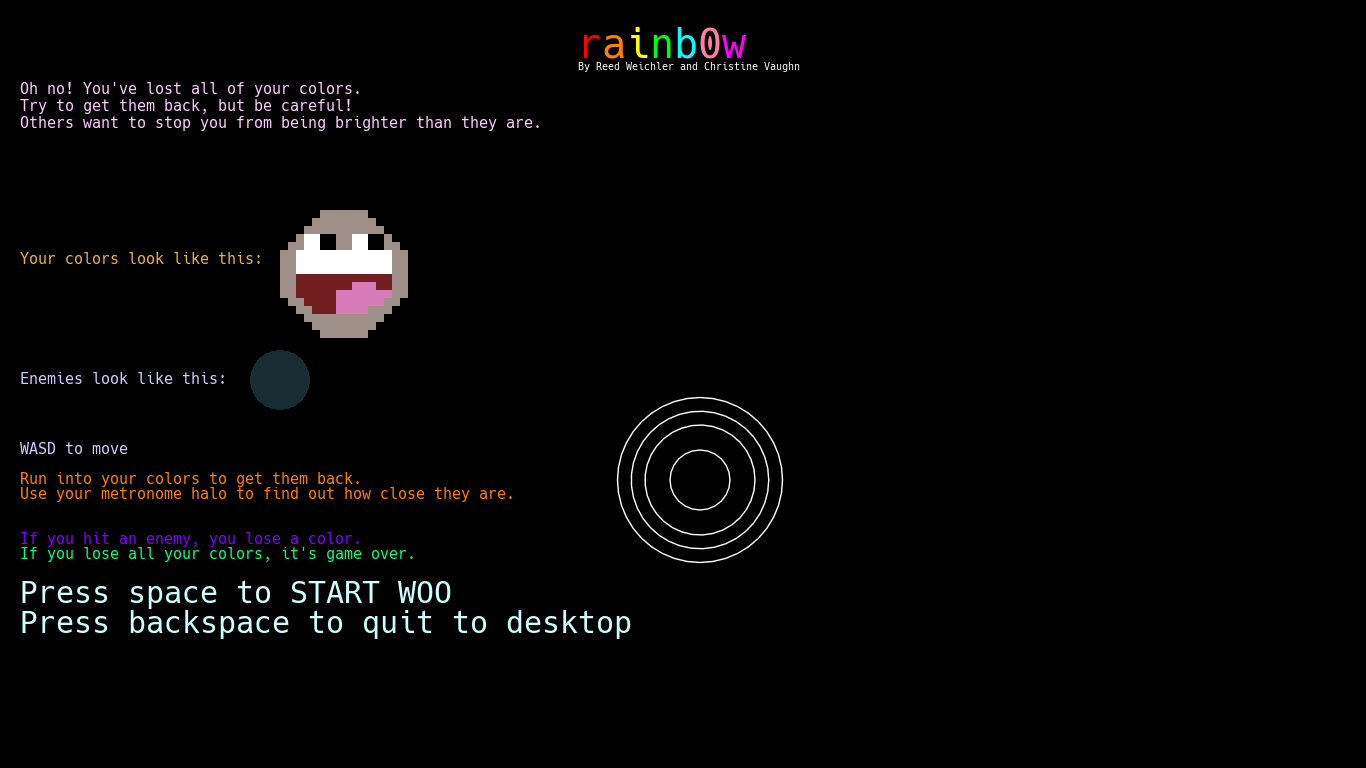 rainb0w
By Reed Weichler and Christine Vaughn
Oh no! You've lost all of your colors.
Try to get them back, but be careful!
Others want to stop you from being brighter than they are.
Your colors look like this:
Enemies look like this:
WASD to move
Run into your colors to get them back.
Use your metronome halo to find out how close they are.
If you hit an enemy, you lose a color.
If you lose all your colors, it's game over.
Press space to START WOO
Press backspace to quit to desktop